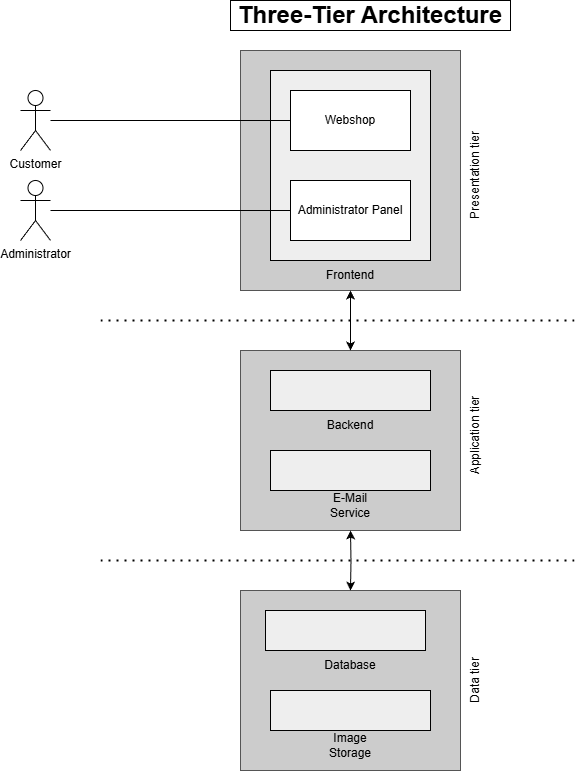 Three-Tier Architecture
Webshop
Customer
Administrator Panel
Administrator
Frontend
Presentation tier
Backend
E-Mail
Service
Application tier
Database
Image
Storage
Data tier